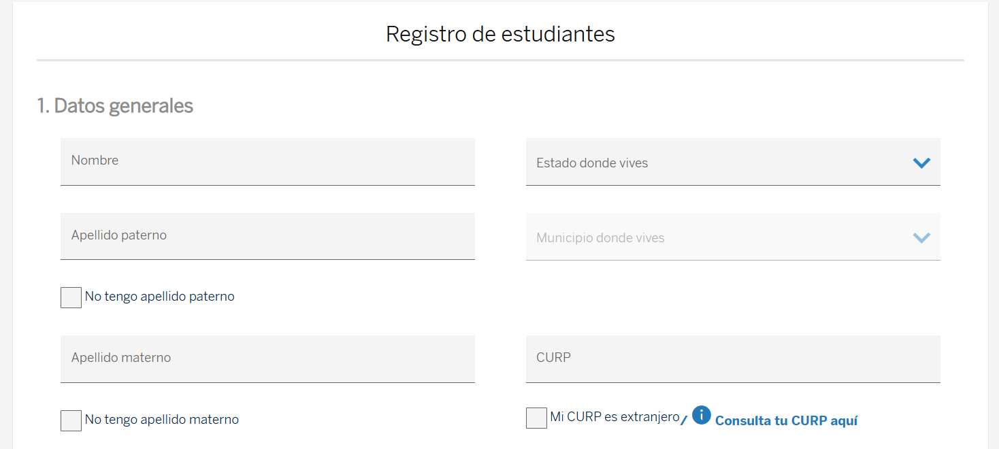 Registro de estudiantes
1. Datos generales
Nombre
Estado donde vives
Apellido paterno
Municipio donde vives
No tengo apellido paterno
Apellido materno
CURP
No tengo apellido materno
Mi CURP es extranjero/ i Consulta tu CURP aquí